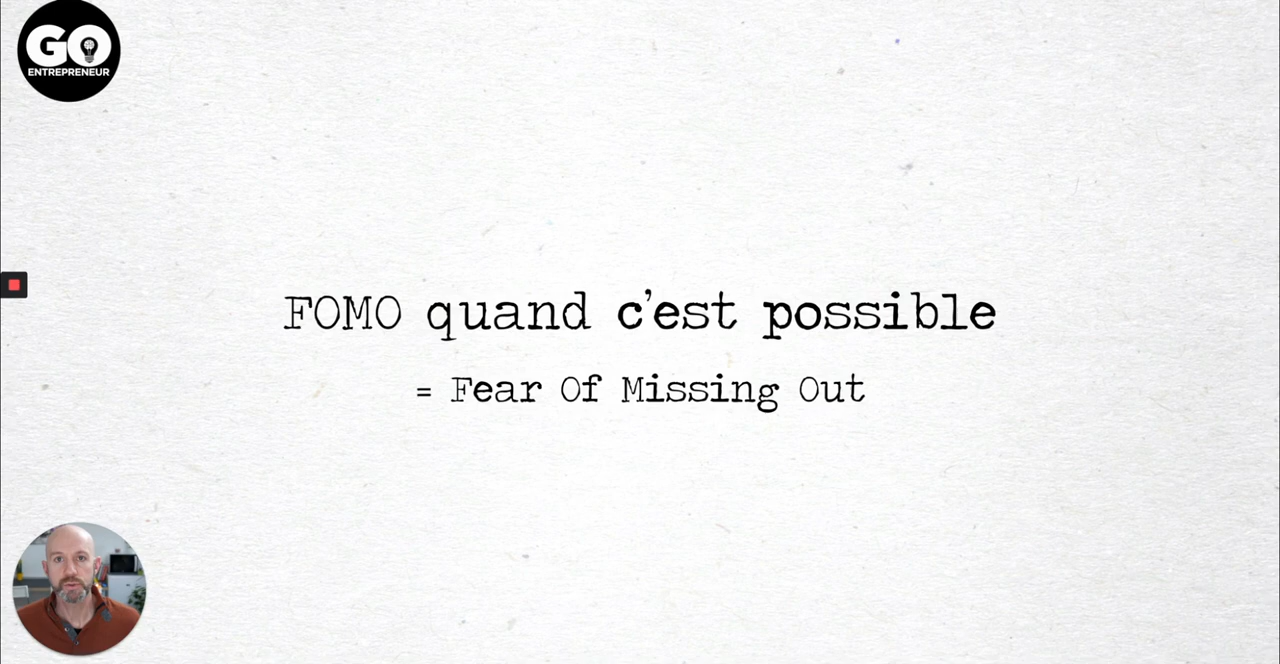 GO
ENTREPRENEUR
FOMO quand c'est possible
= Fear Of Missing Out